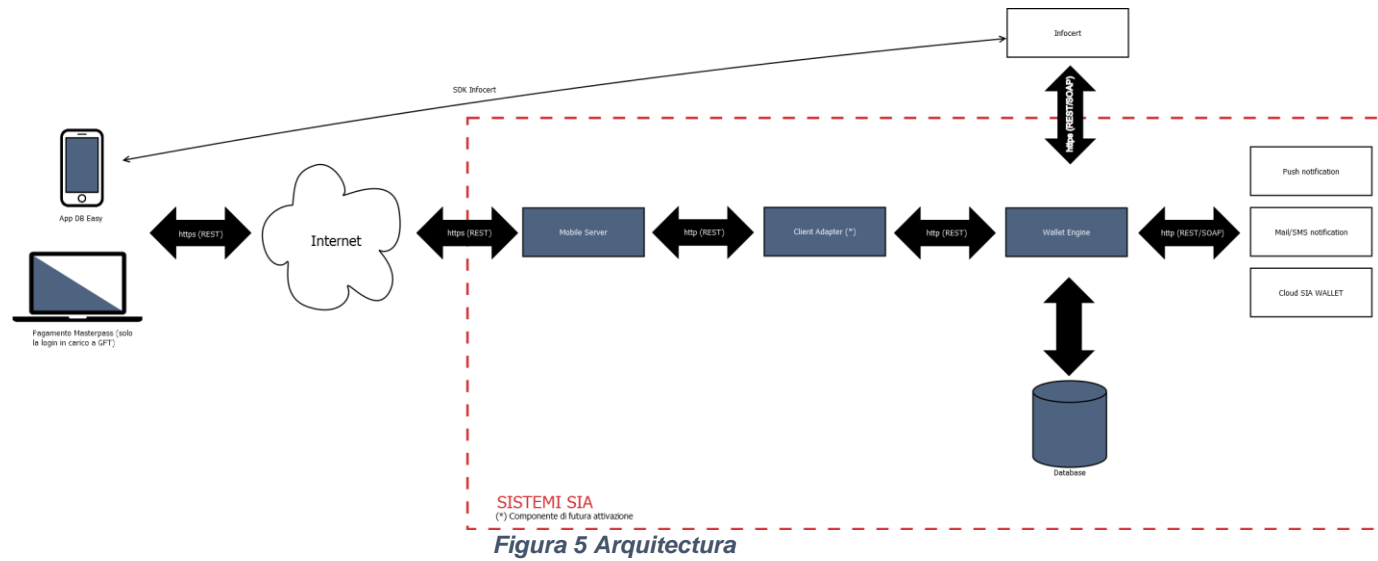 Infocert
SDK Infocert
https (REST/SOAP)
App DB Easy
https (REST)
Internet
https (REST)
Mobile Server
http (REST)
Client Adapter (*)
http (REST)
Wallet Engine
http (REST/SOAP)
Push notification
Mail/SMS notification
Cloud SIA WALLET
Pagamento Masterpass (solo
la login in carico a GFT)
Database
SISTEMI SIA
(*) Componente di futura attivazione
Figura 5 Arquitectura